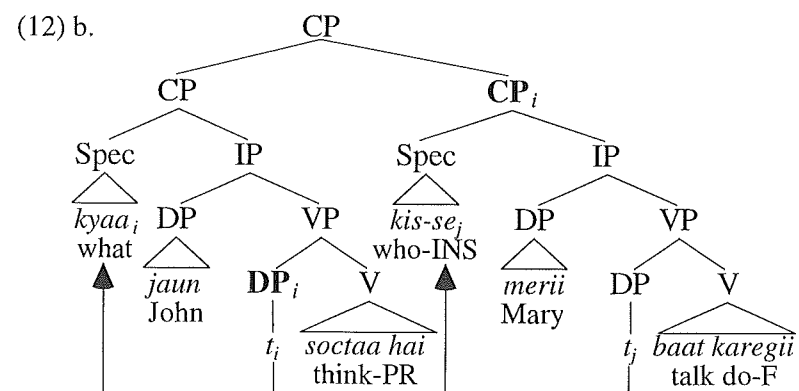 (12) b. CP
CP CPi
Spec IP Spec IP
kyaai DP VP kis-sej DP VP
what who-INS
jaun DPi V merii DP V
John Mary
ti soctaa hai tj baat karegii
think-PR talk do-F